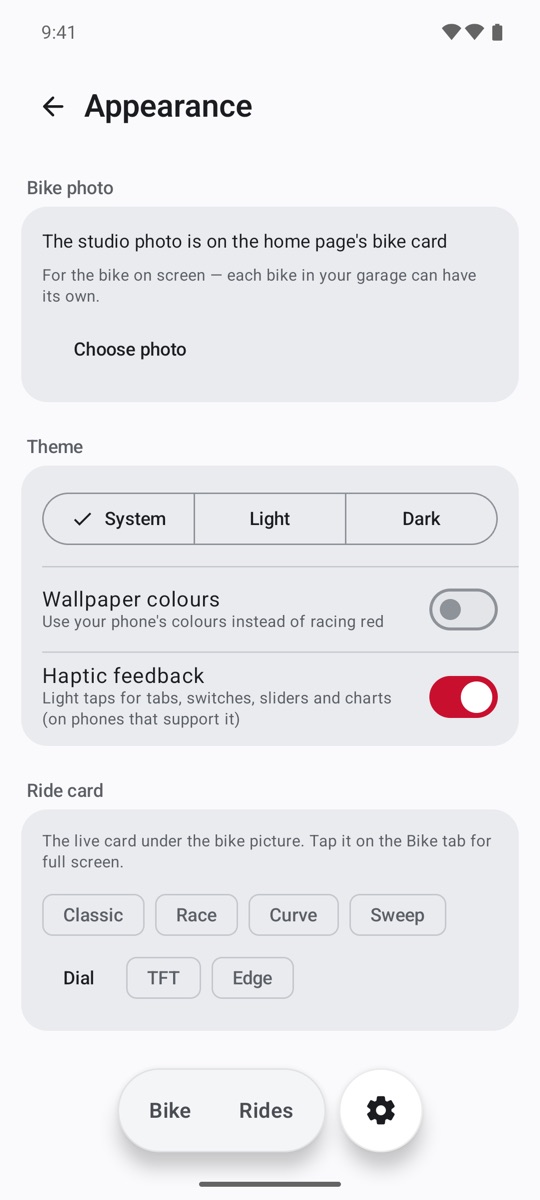 9:41
Appearance
Bike photo
The studio photo is on the home page's bike card
For the bike on screen — each bike in your garage can have
its own.
Choose photo
Theme
System Light Dark
Wallpaper colours
Use your phone's colours instead of racing red
Haptic feedback
Light taps for tabs, switches, sliders and charts
(on phones that support it)
Ride card
The live card under the bike picture. Tap it on the Bike tab for
full screen.
Classic Race Curve Sweep
Dial TFT Edge
Bike Rides